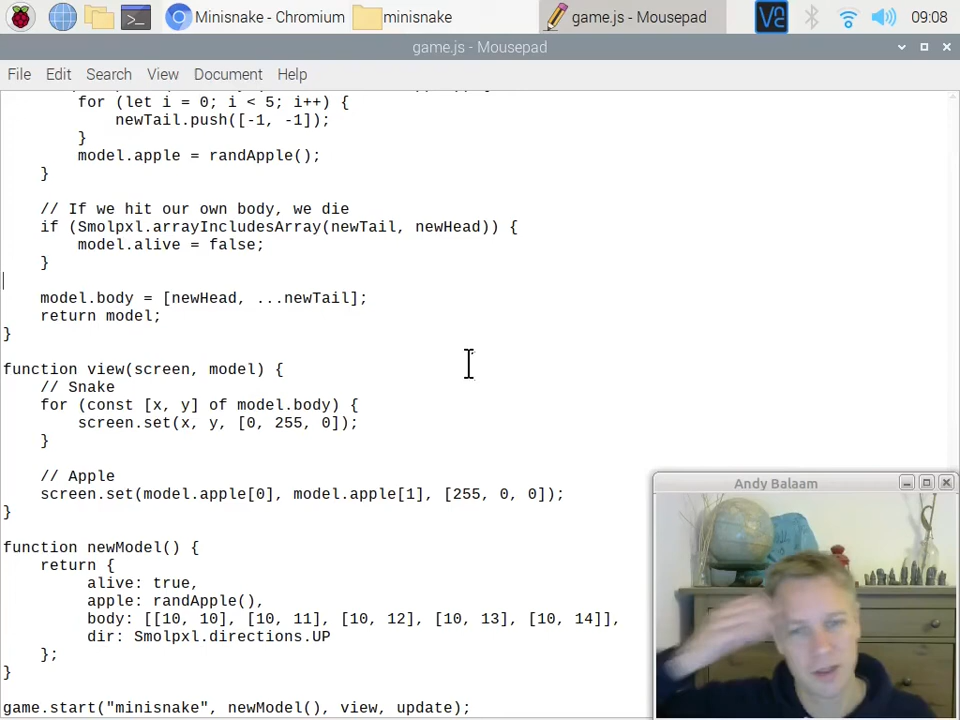 Minisnake - Chromium
minisnake
game.js - Mousepad
09:08
game.js - Mousepad
File Edit Search View Document Help
for (let i = 0; i < 5; i++) {
newTail.push([-1, -1]);
}
model.apple = randApple();
}
// If we hit our own body, we die
if (Smolpxl.arrayIncludesArray(newTail, newHead)) {
model.alive = false;
}
model.body = [newHead, ...newTail];
return model;
}
function view(screen, model) {
// Snake
for (const [x, y] of model.body) {
screen.set(x, y, [0, 255, 0]);
}
// Apple
screen.set(model.apple[0], model.apple[1], [255, 0, 0]);
}
function newModel() {
return {
alive: true,
apple: randApple(),
body: [[10, 10], [10, 11], [10, 12], [10, 13], [10, 14]],
dir: Smolpxl.directions.UP
};
}
game.start("minisnake", newModel(), view, update);
Andy Balaam